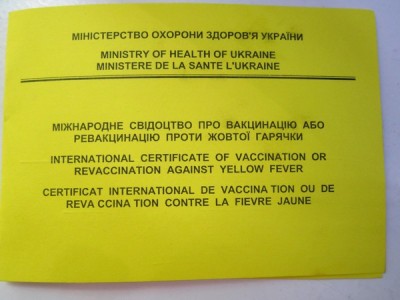 МІНІСТЕРСТВО ОХОРОНИ ЗДОРОВ'Я УКРАЇНИ
MINISTRY OF HEALTH OF UKRAINE
MINISTERE DE LA SANTE L'UKRAINE
МІЖНАРОДНЕ СВІДОЦТВО ПРО ВАКЦИНАЦІЮ АБО
РЕВАКЦИНАЦІЮ ПРОТИ ЖОВТОЇ ГАРЯЧКИ
INTERNATIONAL CERTIFICATE OF VACCINATION OR
REVACCINATION AGAINST YELLOW FEVER
CERTIFICAT INTERNATIONAL DE VACCINA TION OU DE
REVA CCINA TION CONTRE LA FIEVRE JAUNE